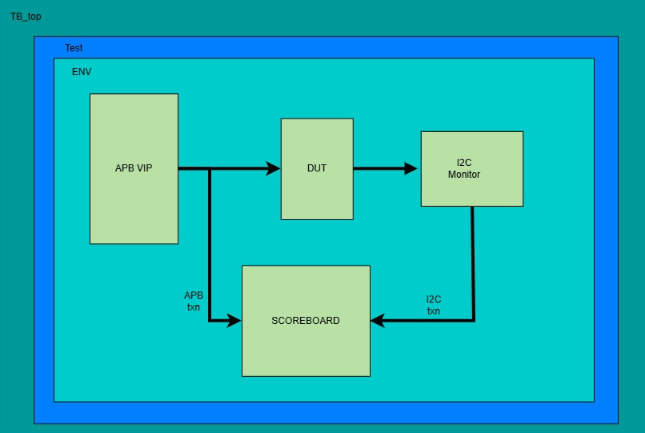 TB_top
Test
ENV
APB VIP
DUT
I2C
Monitor
APB
txn
SCOREBOARD
I2C
txn